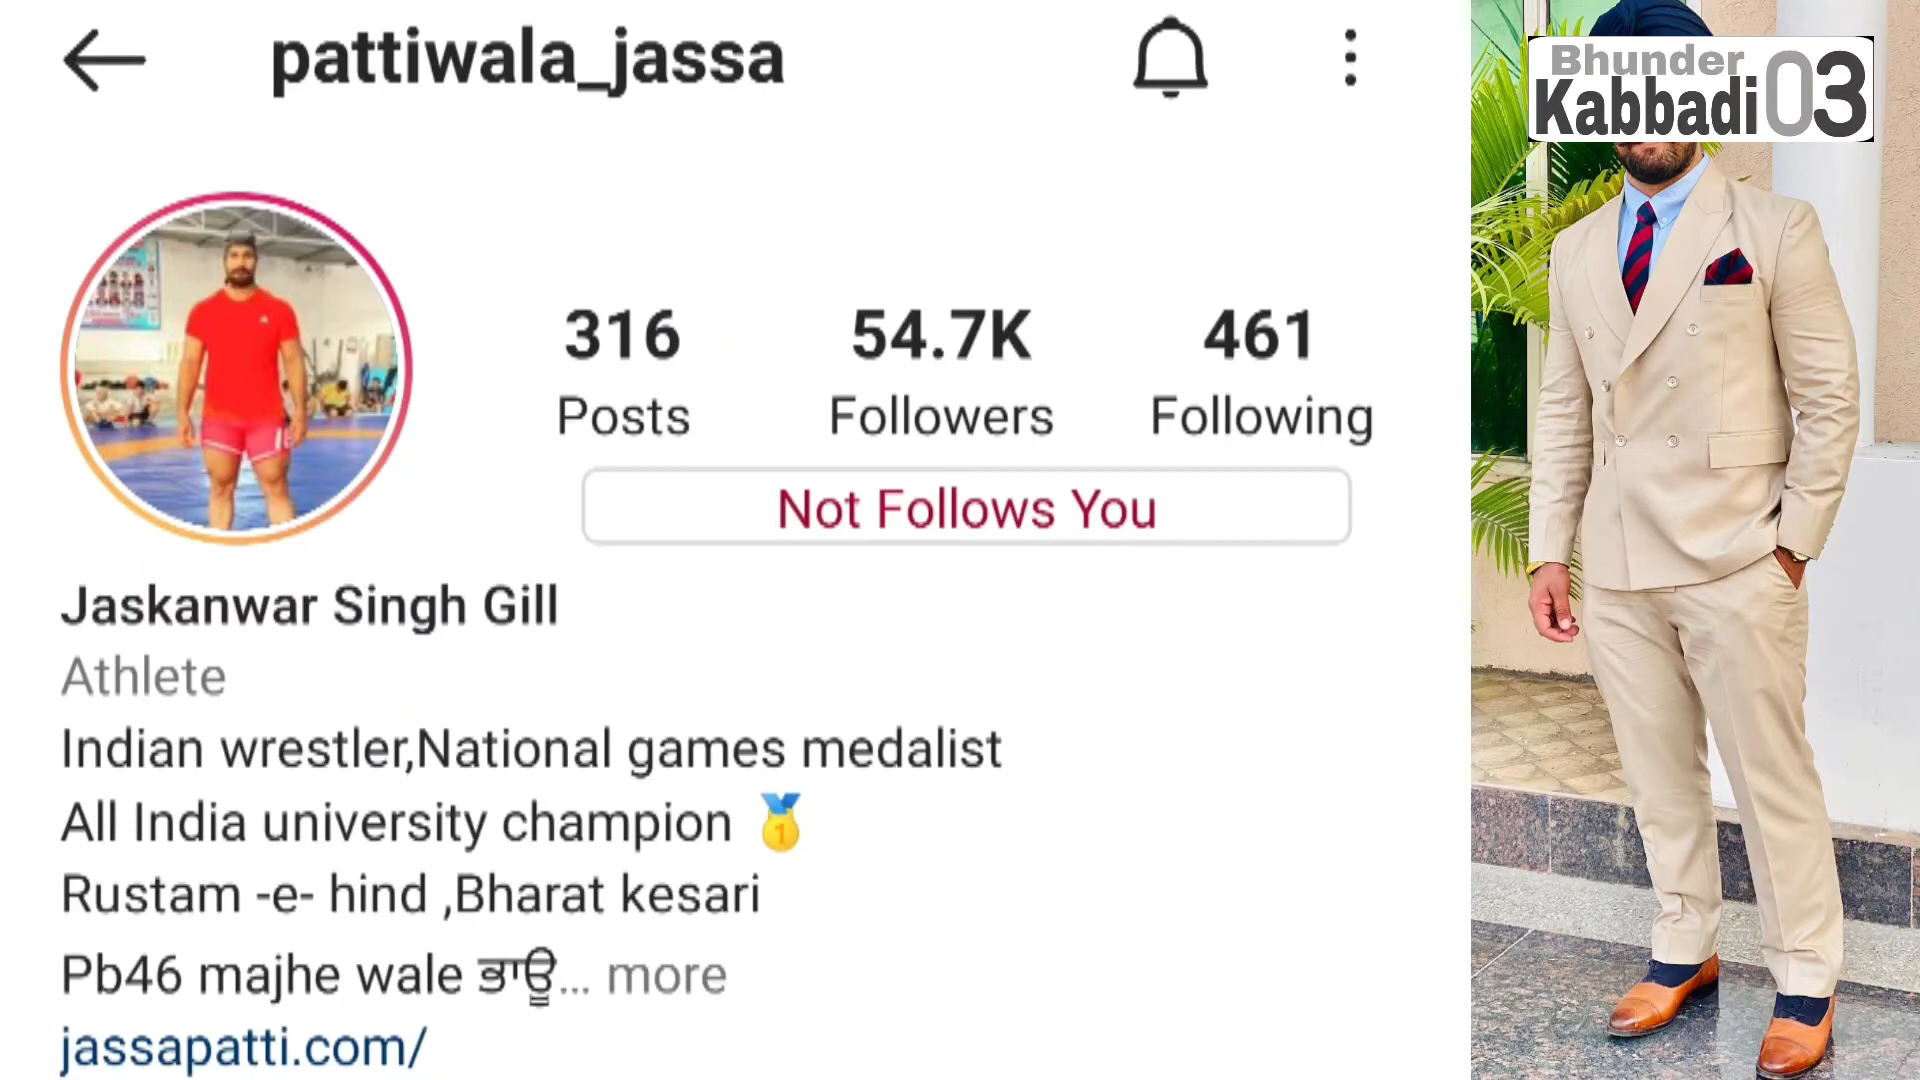 pattiwala_jassa
Bhunder
Kabbadi03
316
54.7K
461
Posts
Followers
Following
Not Follows You
Jaskanwar Singh Gill
Athlete
Indian wrestler,National games medalist
All India university champion 🥇
Rustam -e- hind ,Bharat kesari
Pb46 majhe wale ਭਾਊ... more
jassapatti.com/